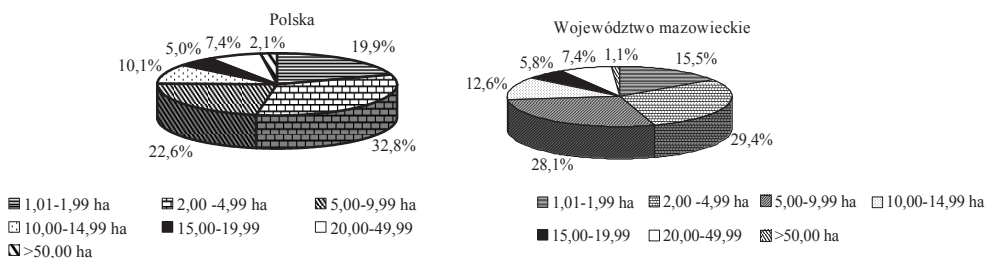 Polska
2,1%
7,4%
5,0%
10,1%
19,9%
22,6%
32,8%
1,01-1,99 ha
2,00 -4,99 ha
5,00-9,99 ha
10,00-14,99 ha
15,00-19,99
20,00-49,99
>50,00 ha
Województwo mazowieckie
1,1%
7,4%
5,8%
12,6%
15,5%
28,1%
29,4%
1,01-1,99 ha
2,00 -4,99 ha
5,00-9,99 ha
10,00-14,99 ha
15,00-19,99
20,00-49,99
>50,00 ha